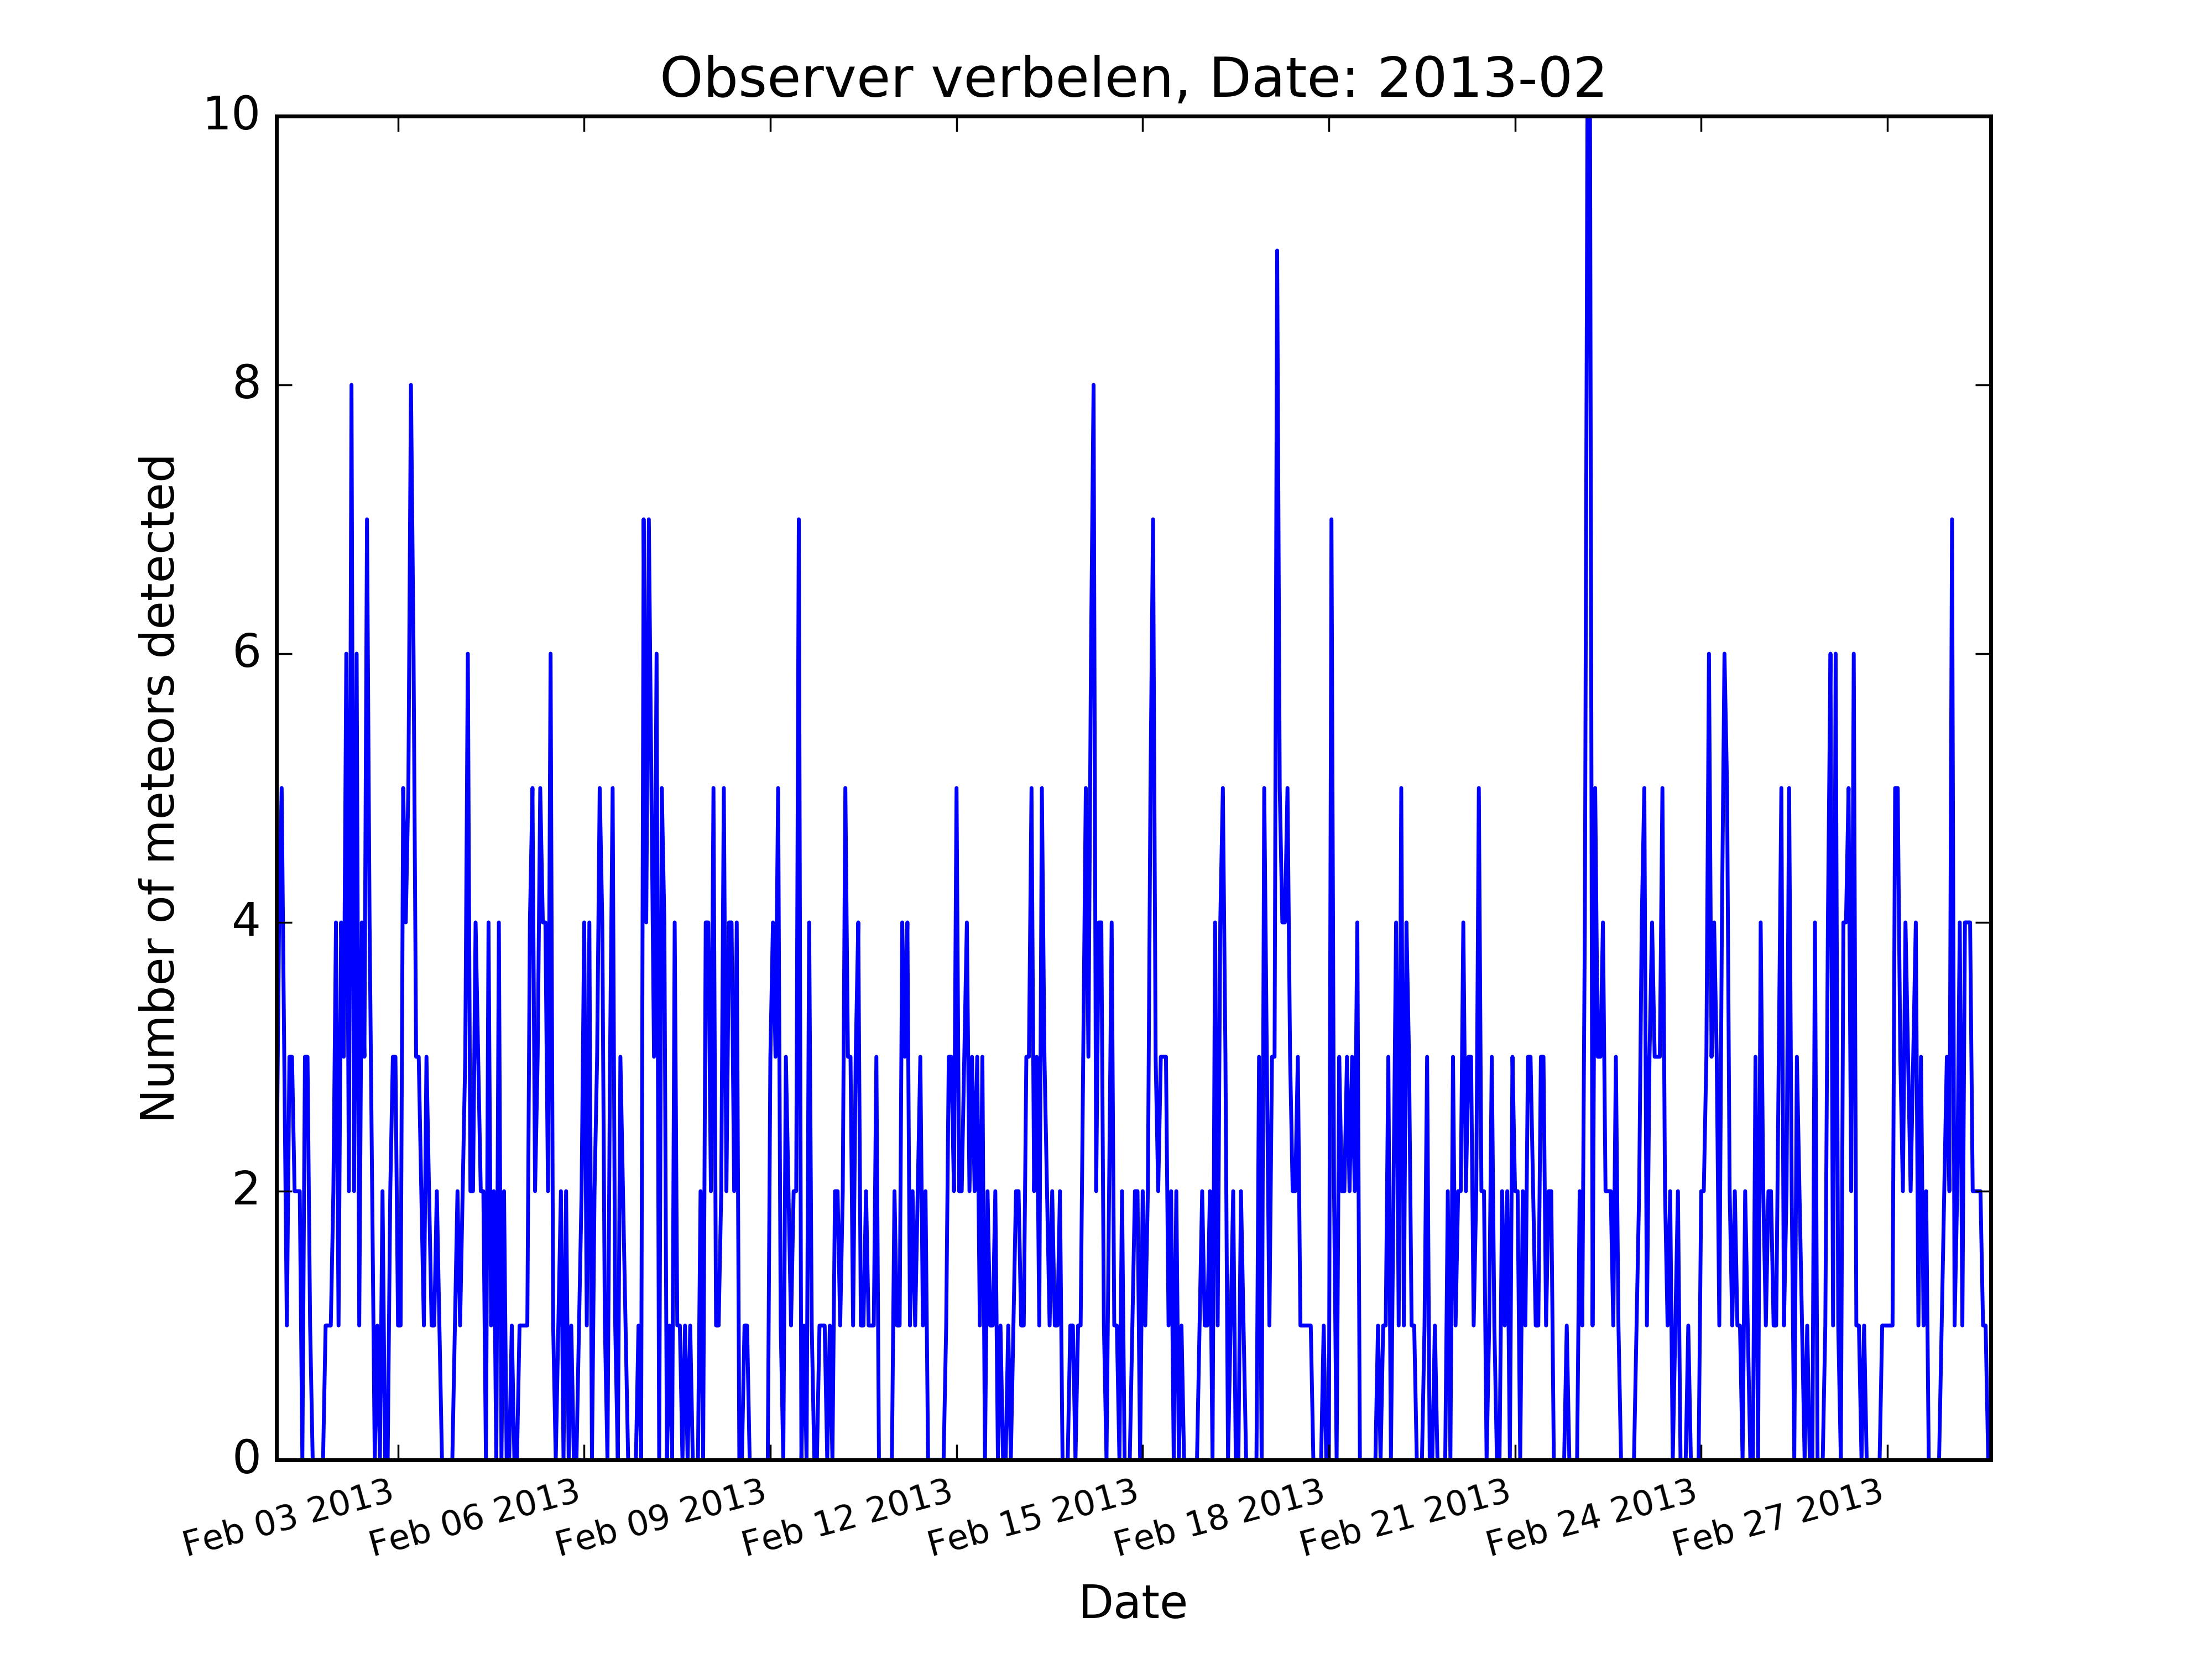 Observer verbelen, Date: 2013-02
Number of meteors detected
10
8
6
4
2
0
Feb 03 2013
Feb 06 2013
Feb 09 2013
Feb 12 2013
Feb 15 2013
Feb 18 2013
Feb 21 2013
Feb 24 2013
Feb 27 2013
Date